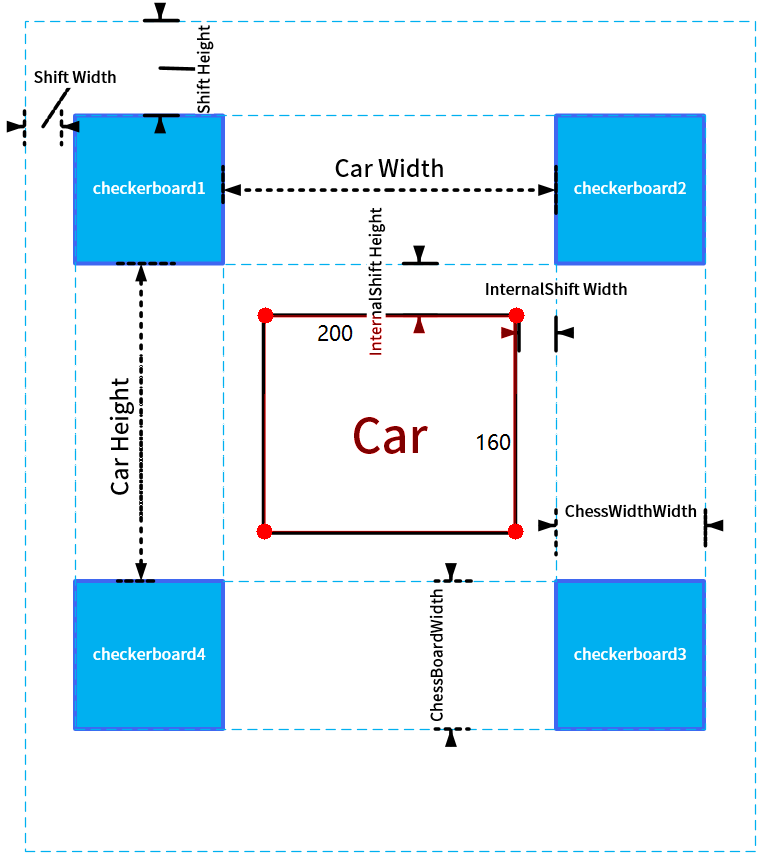 Shift Height
Shift Width
checkerboard1
Car Width
checkerboard2
InternalShift Height
InternalShift Width
200
Car Height
Car
160
ChessWidthWidth
checkerboard4
ChessBoardWidth
checkerboard3